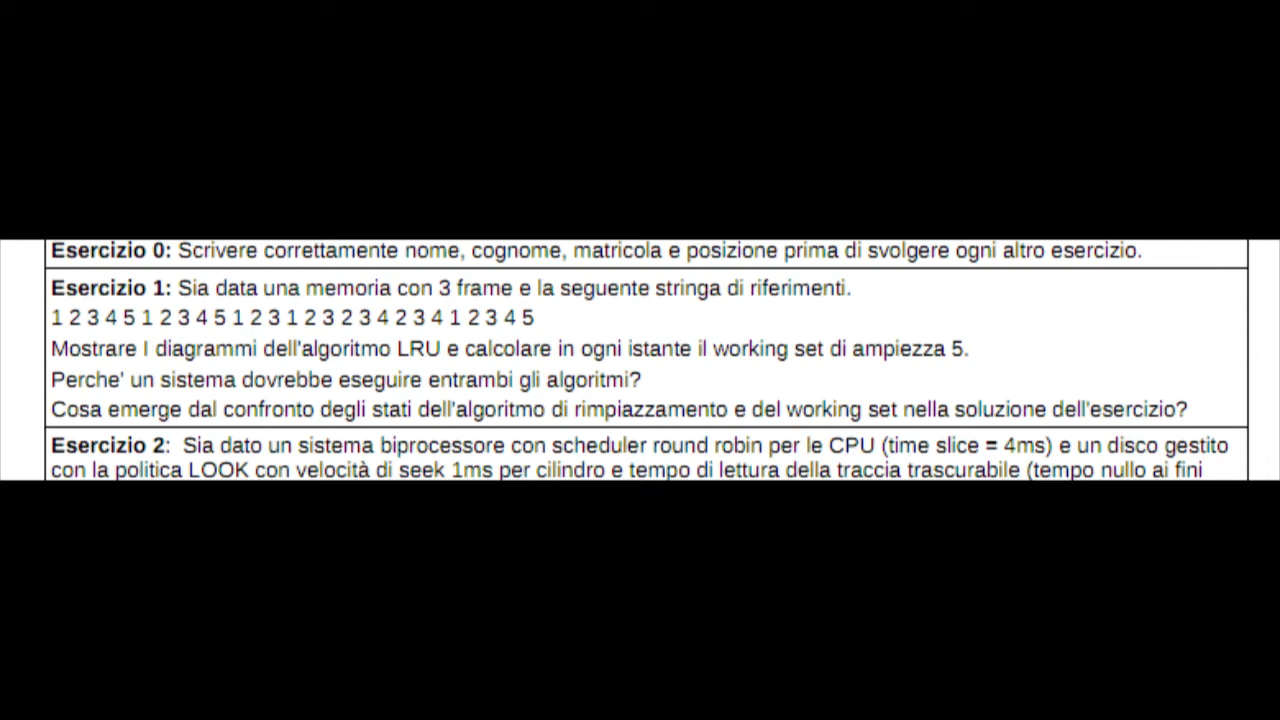 Esercizio 0: Scrivere correttamente nome, cognome, matricola e posizione prima di svolgere ogni altro esercizio.
Esercizio 1: Sia data una memoria con 3 frame e la seguente stringa di riferimenti.
1 2 3 4 5 1 2 3 4 5 1 2 3 1 2 3 2 3 4 2 3 4 1 2 3 4 5
Mostrare I diagrammi dell'algoritmo LRU e calcolare in ogni istante il working set di ampiezza 5.
Perche' un sistema dovrebbe eseguire entrambi gli algoritmi?
Cosa emerge dal confronto degli stati dell'algoritmo di rimpiazzamento e del working set nella soluzione dell'esercizio?
Esercizio 2: Sia dato un sistema biprocessore con scheduler round robin per le CPU (time slice = 4ms) e un disco gestito
con la politica LOOK con velocità di seek 1ms per cilindro e tempo di lettura della traccia trascurabile (tempo nullo ai fini